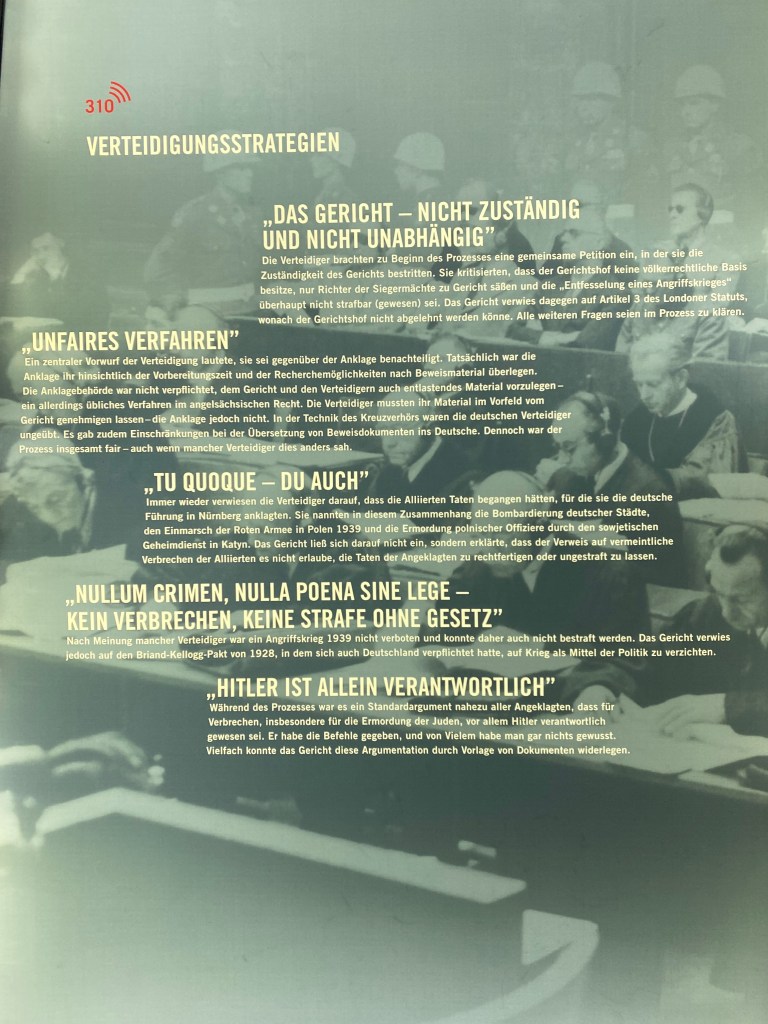 310
VERTEIDIGUNGSSTRATEGIEN
„DAS GERICHT – NICHT ZUSTÄNDIG
UND NICHT UNABHÄNGIG”
Die Verteidiger brachten zu Beginn des Prozesses eine gemeinsame Petition ein, in der sie die
Zuständigkeit des Gerichts bestritten. Sie kritisierten, dass der Gerichtshof keine völkerrechtliche Basis
besitze, nur Richter der Siegermächte zu Gericht säßen und die „Entfesselung eines Angriffskrieges“
überhaupt nicht strafbar (gewesen) sei. Das Gericht verwies dagegen auf Artikel 3 des Londoner Statuts,
wonach der Gerichtshof nicht abgelehnt werden könne. Alle weiteren Fragen seien im Prozess zu klären.
„UNFAIRES VERFAHREN”
Ein zentraler Vorwurf der Verteidigung lautete, sie sei gegenüber der Anklage benachteiligt. Tatsächlich war die
Anklage ihr hinsichtlich der Vorbereitungszeit und der Recherchemöglichkeiten nach Beweismaterial überlegen.
Die Anklagebehörde war nicht verpflichtet, dem Gericht und den Verteidigern auch entlastendes Material vorzulegen –
ein allerdings übliches Verfahren im angelsächsischen Recht. Die Verteidiger mussten ihr Material im Vorfeld vom
Gericht genehmigen lassen – die Anklage jedoch nicht. In der Technik des Kreuzverhörs waren die deutschen Verteidiger
ungeübt. Es gab zudem Einschränkungen bei der Übersetzung von Beweisdokumenten ins Deutsche. Dennoch war der
Prozess insgesamt fair – auch wenn mancher Verteidiger dies anders sah.
„TU QUOQUE – DU AUCH”
Immer wieder verwiesen die Verteidiger darauf, dass die Alliierten Taten begangen hätten, für die sie die deutsche
Führung in Nürnberg anklagten. Sie nannten in diesem Zusammenhang die Bombardierung deutscher Städte,
den Einmarsch der Roten Armee in Polen 1939 und die Ermordung polnischer Offiziere durch den sowjetischen
Geheimdienst in Katyn. Das Gericht ließ sich darauf nicht ein, sondern erklärte, dass der Verweis auf vermeintliche
Verbrechen der Alliierten es nicht erlaube, die Taten der Angeklagten zu rechtfertigen oder ungestraft zu lassen.
„NULLUM CRIMEN, NULLA POENA SINE LEGE –
KEIN VERBRECHEN, KEINE STRAFE OHNE GESETZ”
Nach Meinung mancher Verteidiger war ein Angriffskrieg 1939 nicht verboten und konnte daher auch nicht bestraft werden. Das Gericht verwies
jedoch auf den Briand-Kellogg-Pakt von 1928, in dem sich auch Deutschland verpflichtet hatte, auf Krieg als Mittel der Politik zu verzichten.
„HITLER IST ALLEIN VERANTWORTLICH”
Während des Prozesses war es ein Standardargument nahezu aller Angeklagten, dass für
Verbrechen, insbesondere für die Ermordung der Juden, vor allem Hitler verantwortlich
gewesen sei. Er habe die Befehle gegeben, und von Vielem habe man gar nichts gewusst.
Vielfach konnte das Gericht diese Argumentation durch Vorlage von Dokumenten widerlegen.